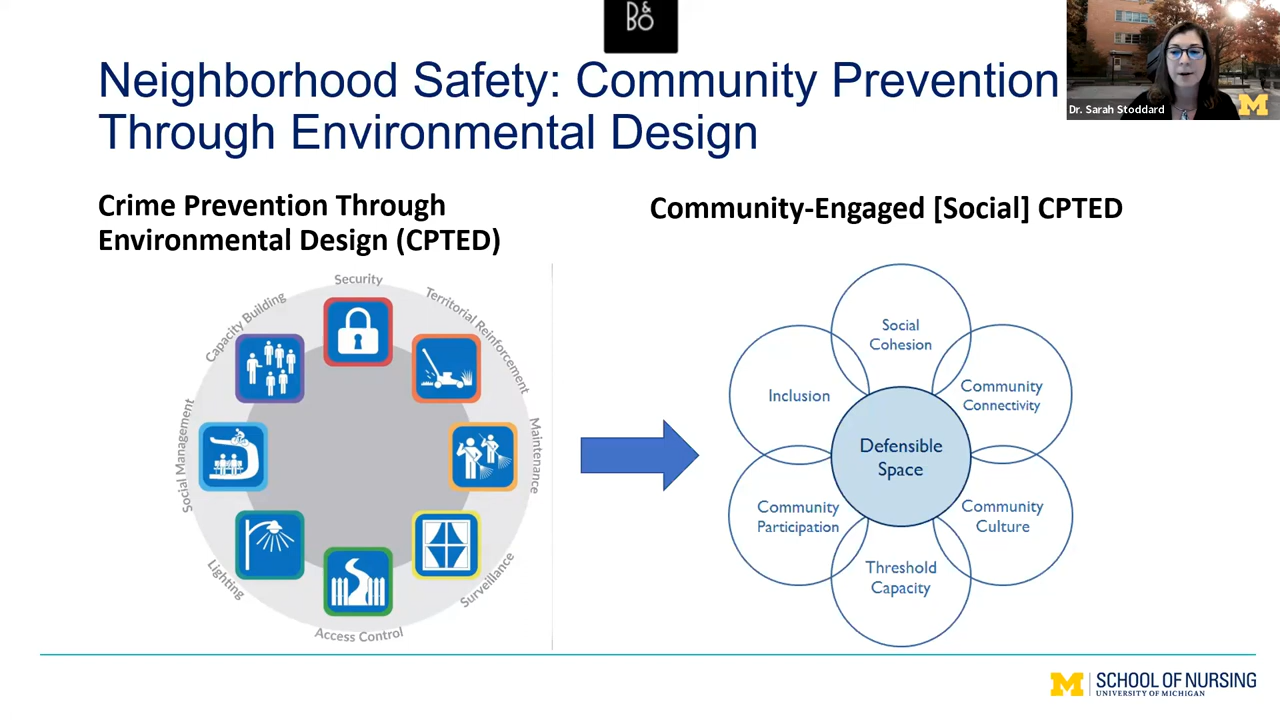 D&
BO
Neighborhood Safety: Community Prevention
Through Environmental Design
Dr. Sarah Stoddard
M
Crime Prevention Through
Environmental Design (CPTED)
Security
Territorial Reinforcement
Maintenance
Surveillance
Access Control
Lighting
Social Management
Capacity Building
Community-Engaged [Social] CPTED
Social
Cohesion
Community
Connectivity
Community
Culture
Threshold
Capacity
Community
Participation
Inclusion
Defensible
Space
M
SCHOOL OF NURSING
UNIVERSITY OF MICHIGAN